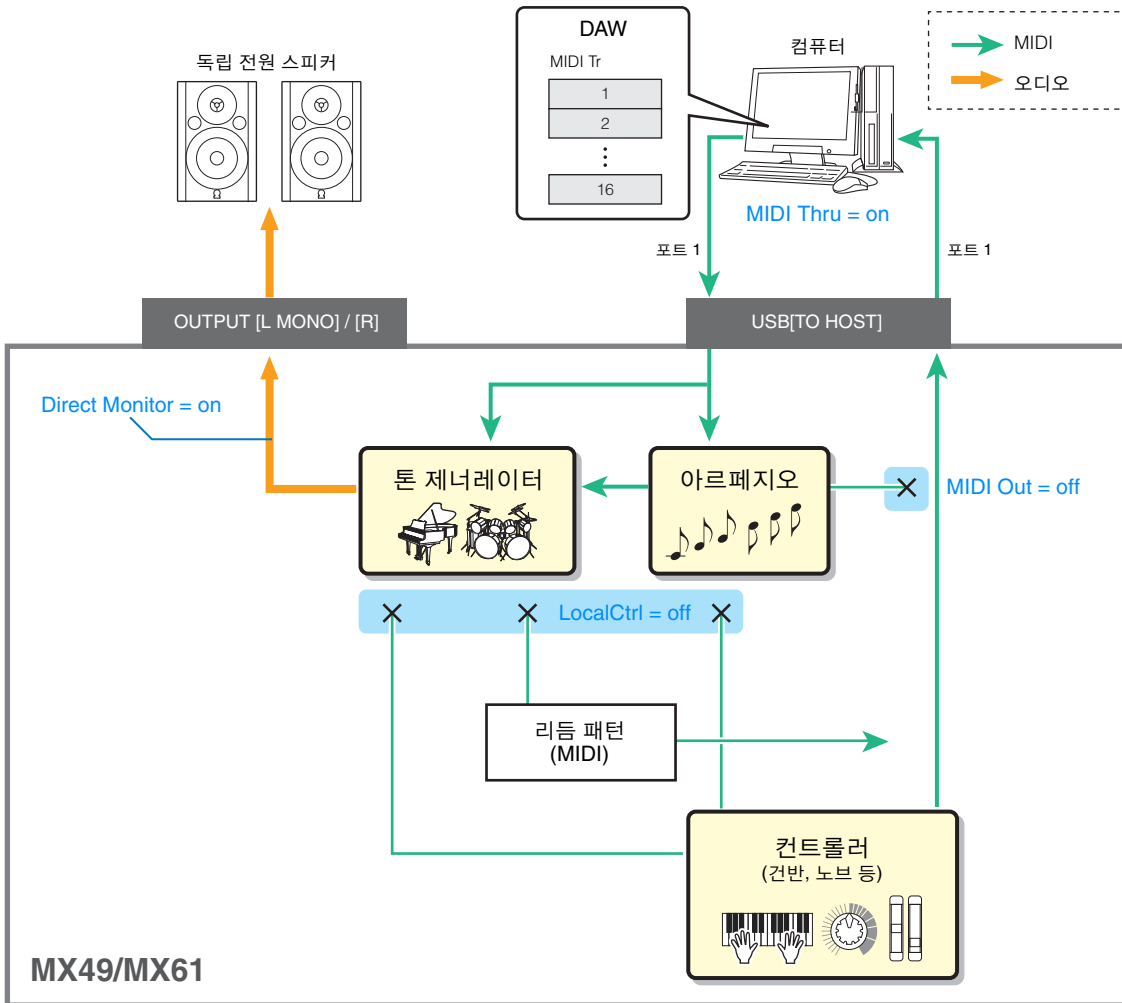 독립 전원 스피커
DAW
MIDI Tr
1
2
16
컴퓨터
MIDI
오디오
MIDI Thru = on
포트 1
포트 1
OUTPUT [L MONO] / [R]
USB[TO HOST]
Direct Monitor = on
톤 제너레이터
아르페지오
MIDI Out = off
LocalCtrl = off
리듬 패턴
(MIDI)
컨트롤러
(건반, 노브 등)
MX49/MX61